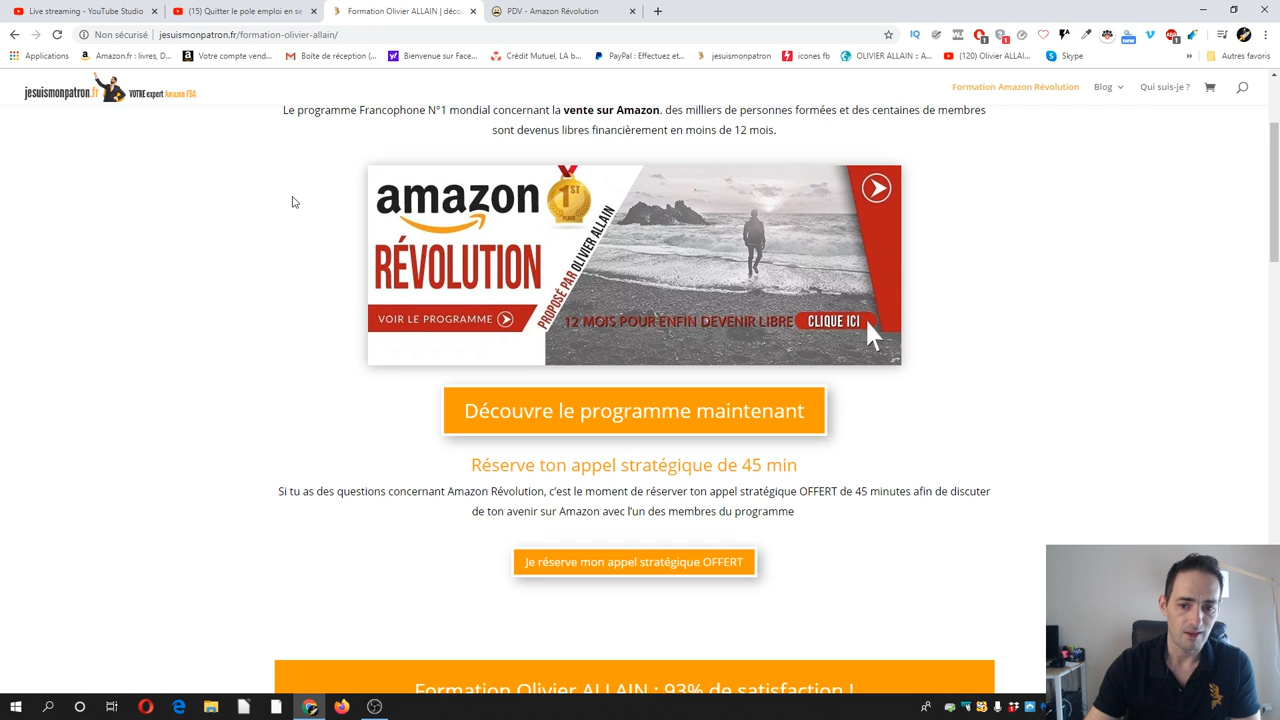 Live streaming - YouTube Studio
(15) Quitter le pole emploi en se
Formation Olivier ALLAIN | déco
PDV - Amazon Révolution
Non sécurisé
jesuismonpatron.fr/formation-olivier-allain/
Applications
Amazon.fr : livres, D...
Votre compte vend...
Boîte de réception (...
Bienvenue sur Face...
Crédit Mutuel, LA b...
PayPal : Effectuez et...
jesuismonpatron
icones fb
OLIVIER ALLAIN :: A...
(120) Olivier ALLAI...
Skype
Autres favoris
jesuismonpatron.fr
VOTRE expert Amazon FBA
Formation Amazon Révolution
Blog
Qui suis-je ?
Le programme Francophone N°1 mondial concernant la vente sur Amazon. des milliers de personnes formées et des centaines de membres
sont devenus libres financièrement en moins de 12 mois.
amazon
1ST
PLACE
RÉVOLUTION
PROPOSÉ PAR OLIVIER ALLAIN
VOIR LE PROGRAMME
12 MOIS POUR ENFIN DEVENIR LIBRE
CLIQUE ICI
Découvre le programme maintenant
Réserve ton appel stratégique de 45 min
Si tu as des questions concernant Amazon Révolution, c'est le moment de réserver ton appel stratégique OFFERT de 45 minutes afin de discuter
de ton avenir sur Amazon avec l'un des membres du programme
Je réserve mon appel stratégique OFFERT
Formation Olivier ALLAIN : 93% de satisfaction !